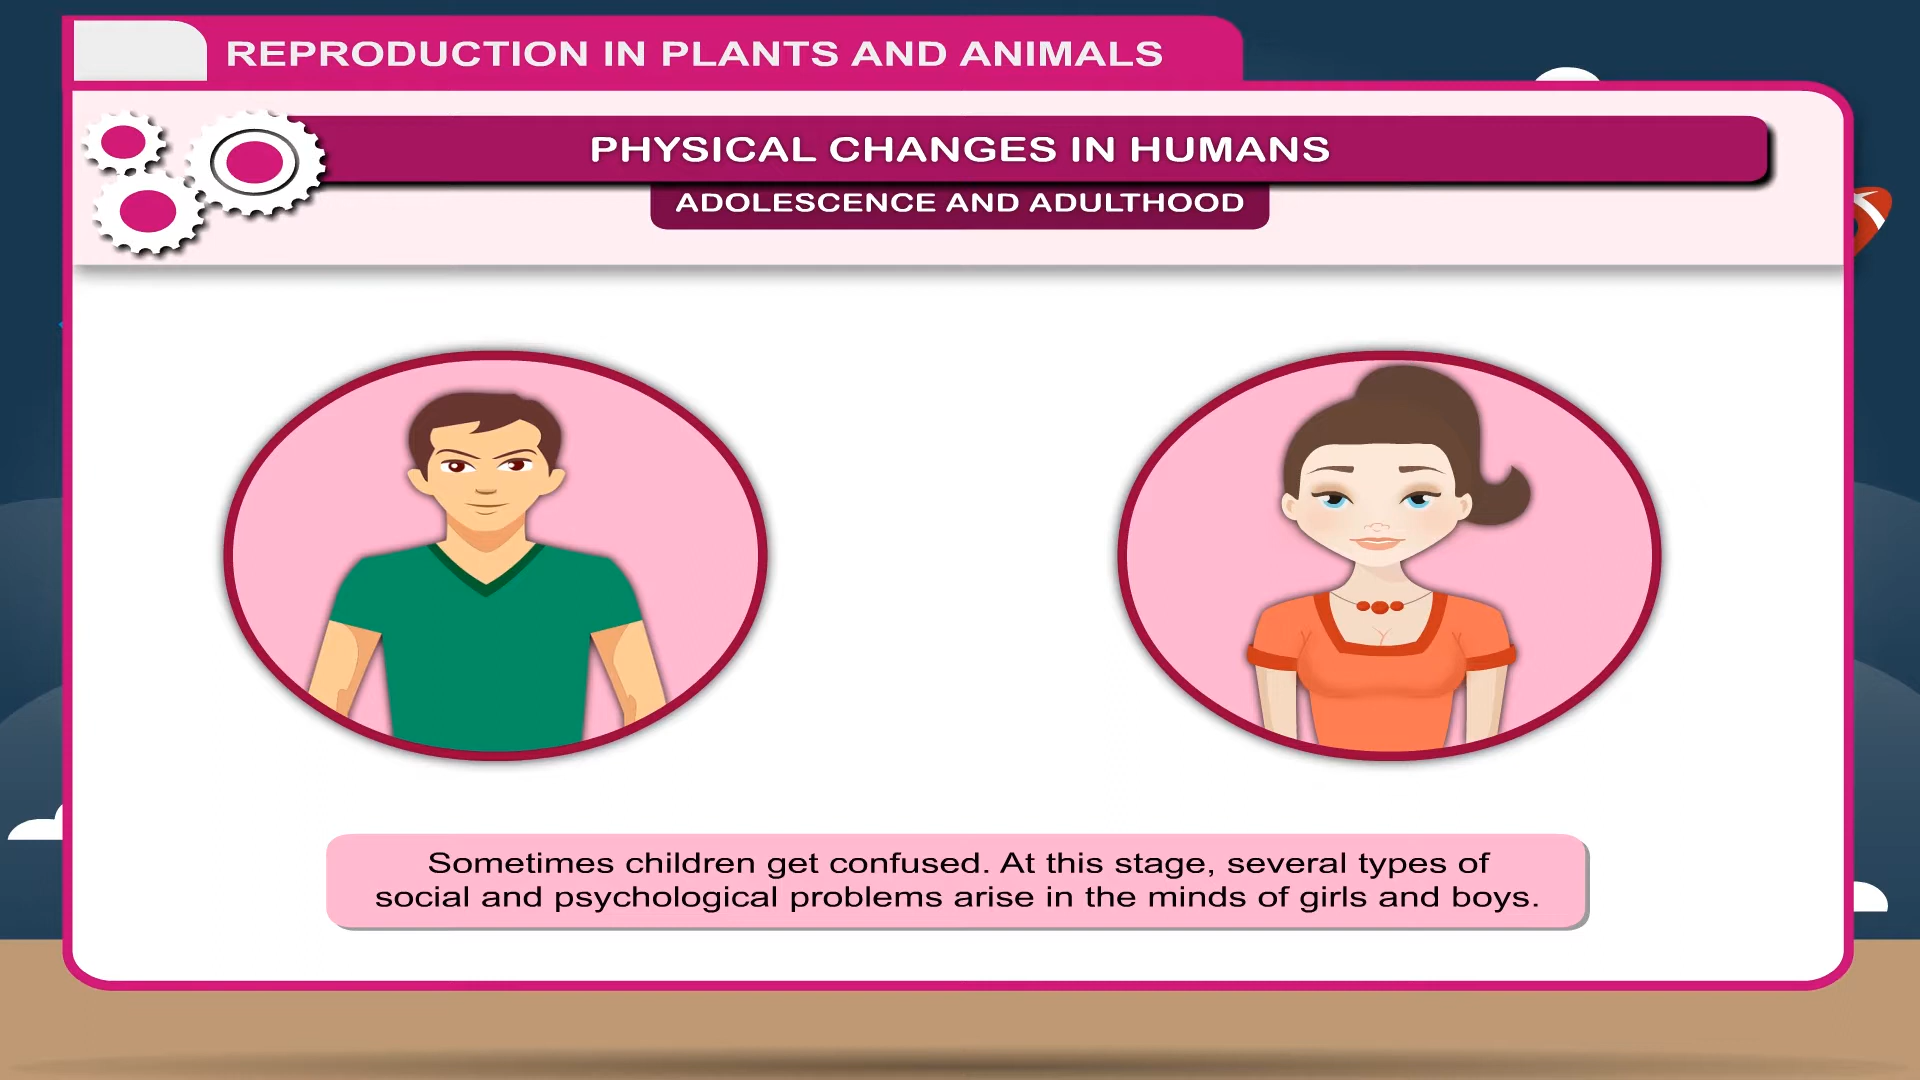 REPRODUCTION IN PLANTS AND ANIMALS
PHYSICAL CHANGES IN HUMANS
ADOLESCENCE AND ADULTHOOD
Sometimes children get confused. At this stage, several types of
social and psychological problems arise in the minds of girls and boys.